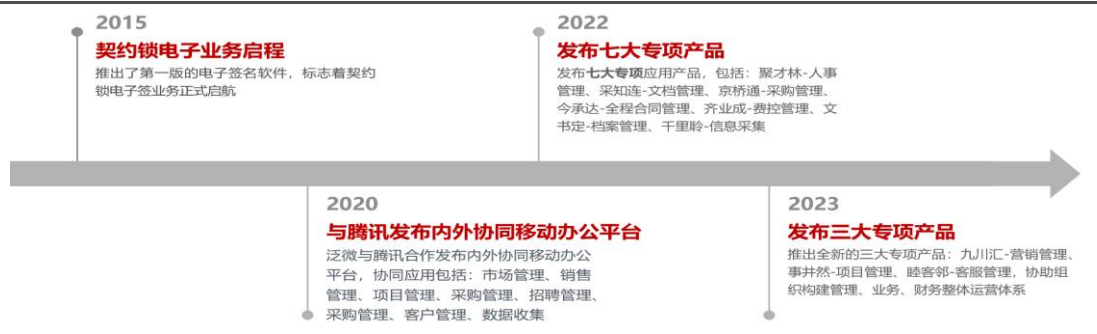 2015
契约锁电子业务启程
推出了第一版的电子签名软件，标志着契约
锁电子签业务正式启航
2022
发布七大专项产品
发布七大专项应用产品，包括：聚才林-人事
管理、采知连-文档管理、京桥通-采购管理、
今承达-全程合同管理、齐业成-费控管理、文
书定-档案管理、千里聆-信息采集
2020
与腾讯发布内外协同移动办公平台
泛微与腾讯合作发布内外协同移动办公
平台，协同应用包括：市场管理、销售
管理、项目管理、采购管理、招聘管理、
采购管理、客户管理、数据收集
2023
发布三大专项产品
推出全新的三大专项产品：九川汇-营销管理、
事井然-项目管理、睦客邻-客服管理，协助组
织构建管理、业务、财务整体运营体系